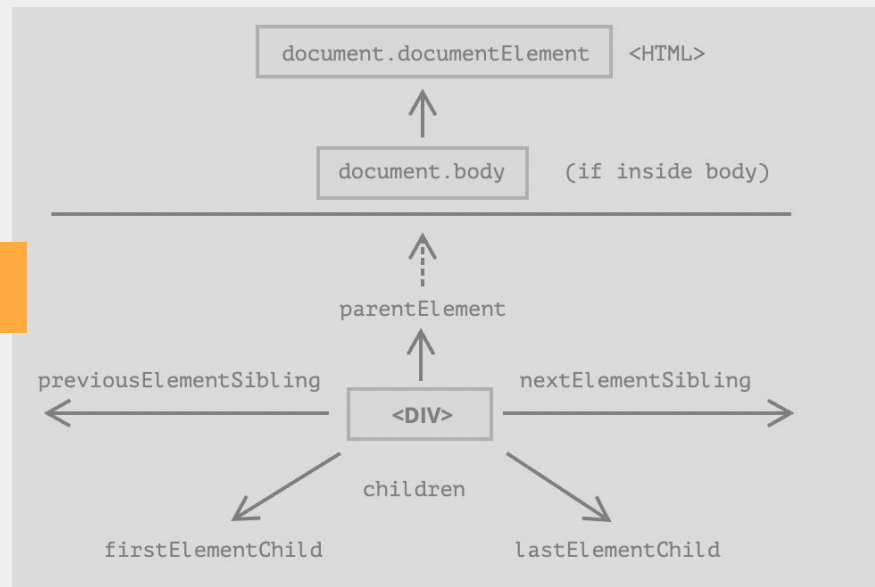 document.documentElement <HTML>
document.body (if inside body)
parentElement
previousElementSibling nextElementSibling
<DIV>
children
firstElementChild lastElementChild